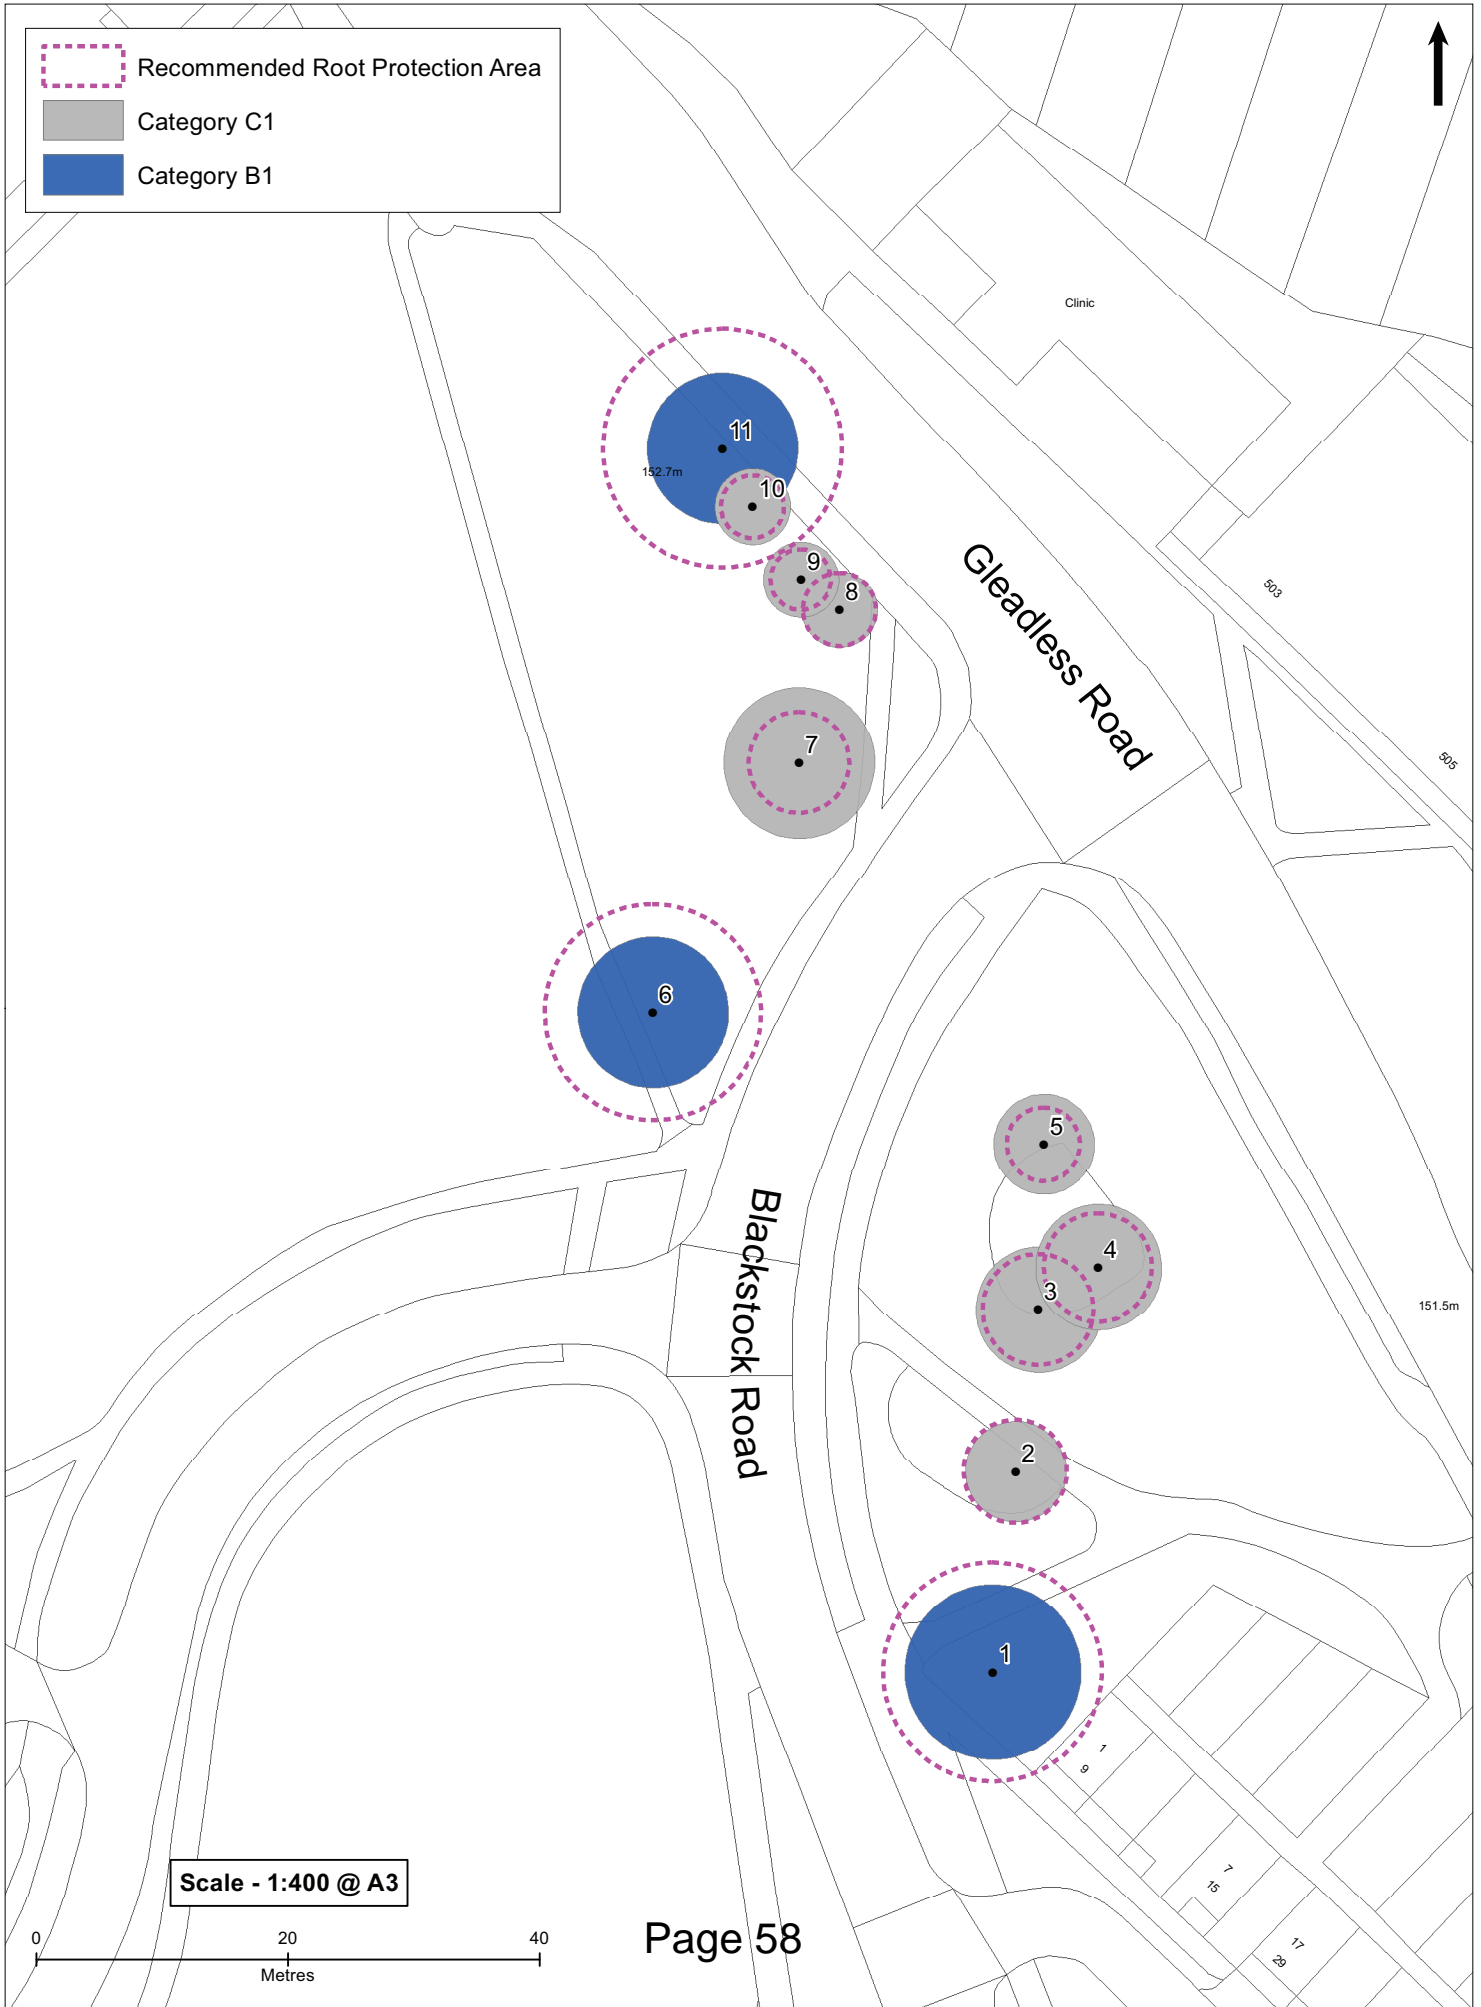 Recommended Root Protection Area
Category C1
Category B1
Clinic
11
152.7m
10
9
8
Gleadless Road
503
7
505
6
5
4
3
151.5m
Blackstock Road
2
1
1
9
7
15
17
29
Scale - 1:400 @ A3
0 20 40
Metres
Page 58